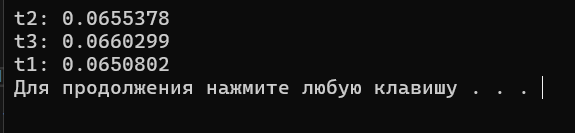 t2: 0.0655378
t3: 0.0660299
t1: 0.0650802
Для продолжения нажмите любую клавишу . . .